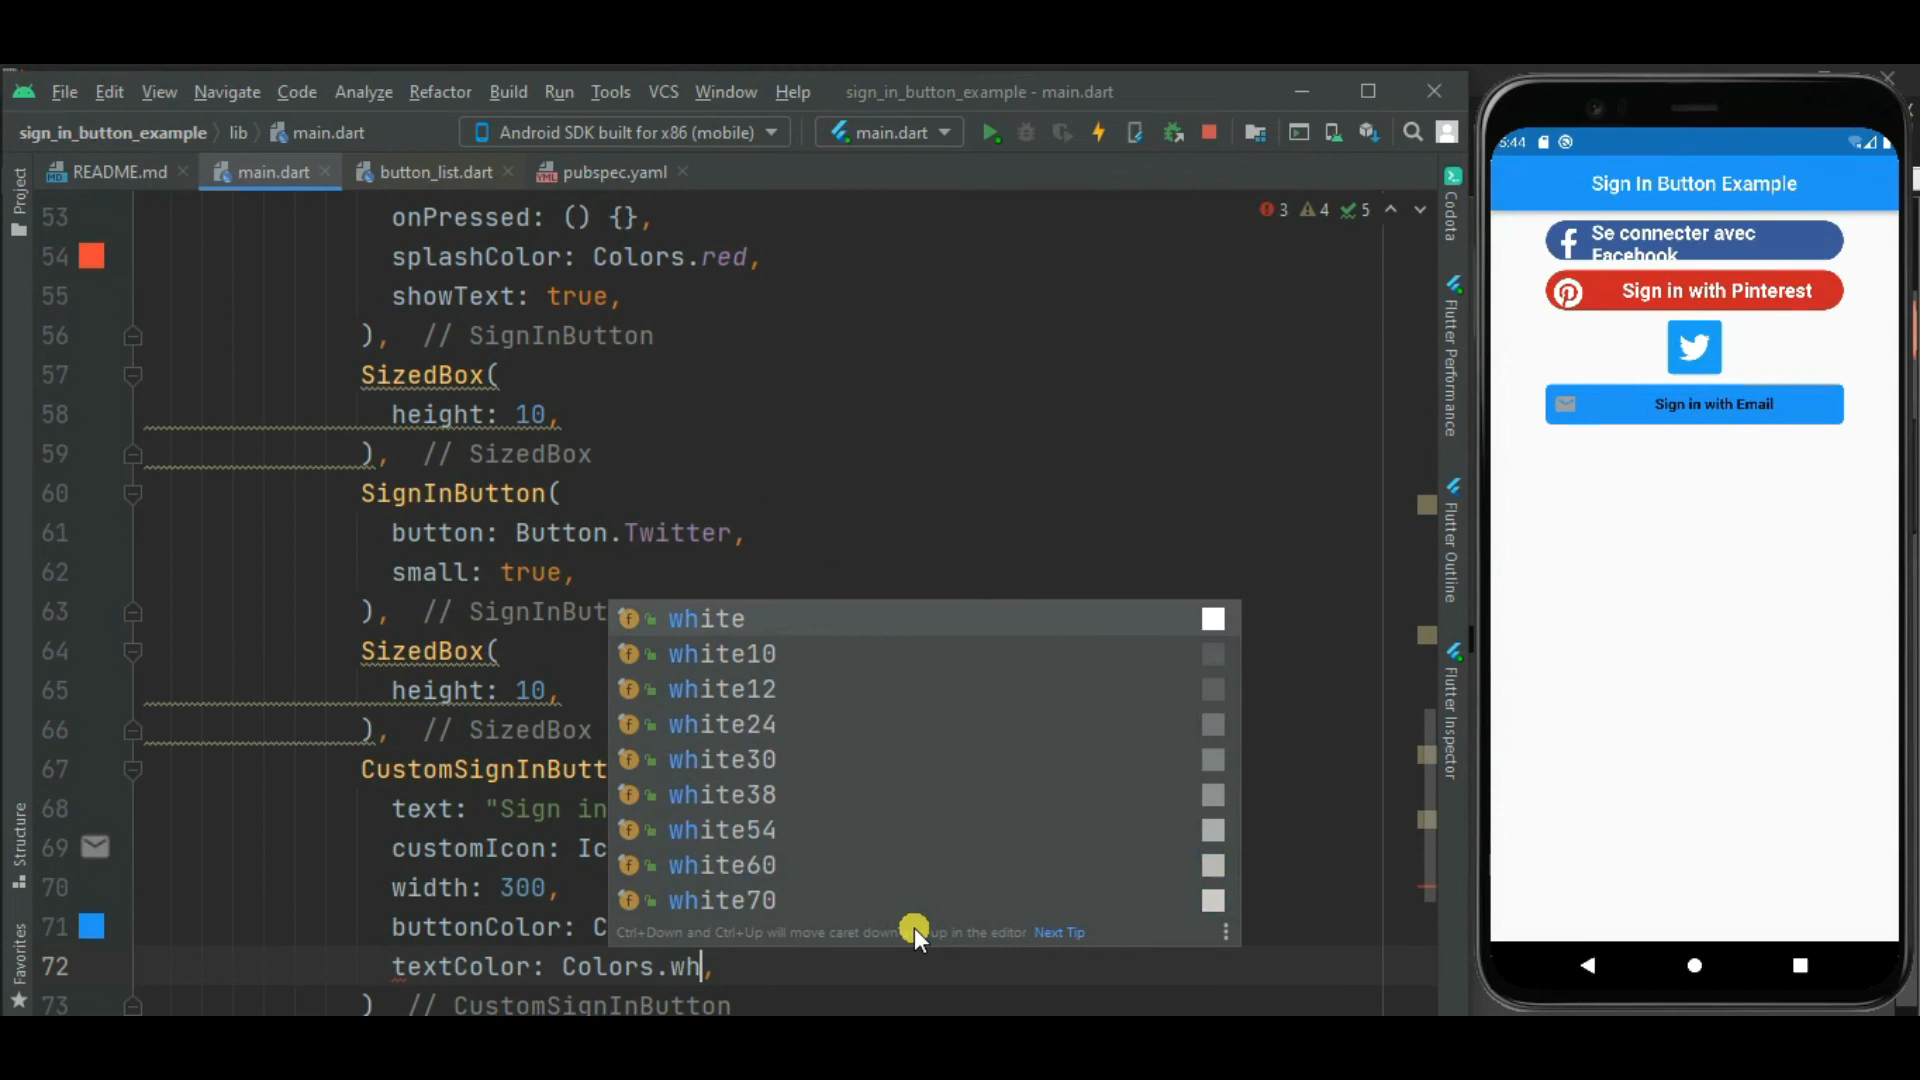 File Edit View Navigate Code Analyze Refactor Build Run Tools VCS Window Help sign_in_button_example - main.dart
sign_in_button_example lib main.dart Android SDK built for x86 (mobile) main.dart
README.md main.dart button_list.dart pubspec.yaml
Project
Structure
Favorites
3 4 5
53 onPressed: () {},
54 splashColor: Colors.red,
55 showText: true,
56 ), // SignInButton
57 SizedBox(
58 height: 10,
59 ), // SizedBox
60 SignInButton(
61 button: Button.Twitter,
62 small: true,
63 ), // SignInBut
64 SizedBox(
65 height: 10,
66 ), // SizedBox
67 CustomSignInButt
68 text: "Sign in
69 customIcon: Ic
70 width: 300,
71 buttonColor: C
72 textColor: Colors.wh,
73 ) // CustomSignInButton
white
white10
white12
white24
white30
white38
white54
white60
white70
Ctrl+Down and Ctrl+Up will move caret down up in the editor Next Tip
Codota
Flutter Performance
Flutter Outline
Flutter Inspector
5:44
Sign In Button Example
Se connecter avec
Facebook
Sign in with Pinterest
Sign in with Email